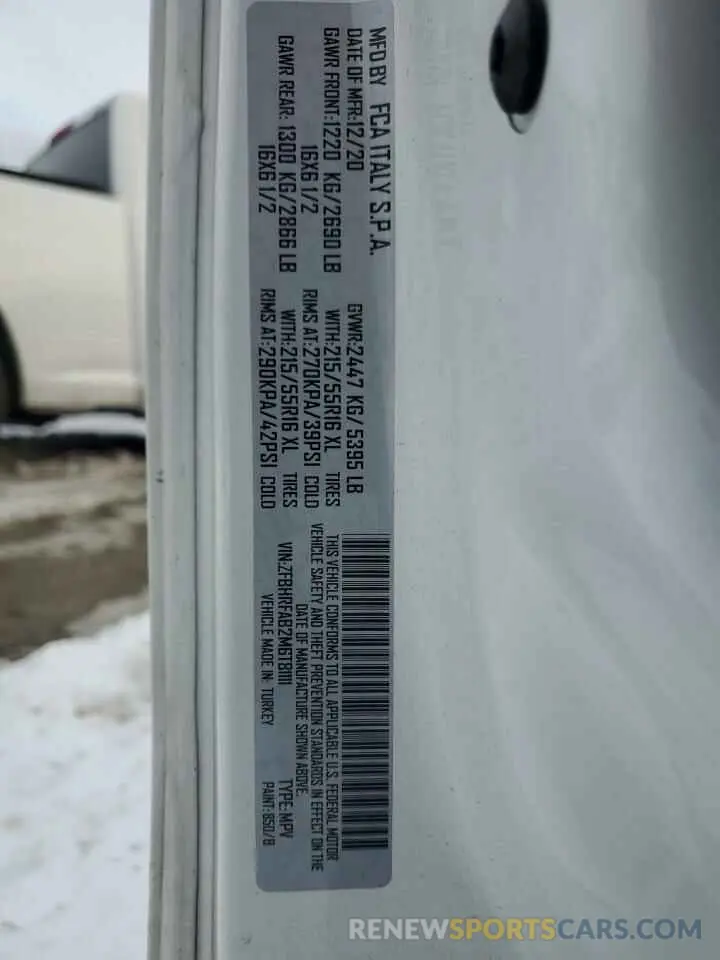 MFD BY FCA ITALY S.P.A.
DATE OF MFR:12/20 GVWR:2447 KG/5395 LB
GAWR FRONT:1220 KG/2690 LB WITH:215/55R16 XL TIRES
16X6 1/2 RIMS AT:270KPA/39PSI COLD
GAWR REAR: 1300 KG/2866 LB WITH:215/55R16 XL TIRES
16X6 1/2 RIMS AT:290KPA/42PSI COLD
THIS VEHICLE CONFORMS TO ALL APPLICABLE U.S. FEDERAL MOTOR
VEHICLE SAFETY AND THEFT PREVENTION STANDARDS IN EFFECT ON THE
DATE OF MANUFACTURE SHOWN ABOVE.
VIN:ZFBHRFAB2M6T81111 TYPE: MPV
VEHICLE MADE IN: TURKEY PAINT:850/B
RENEWSPORTSCARS.COM